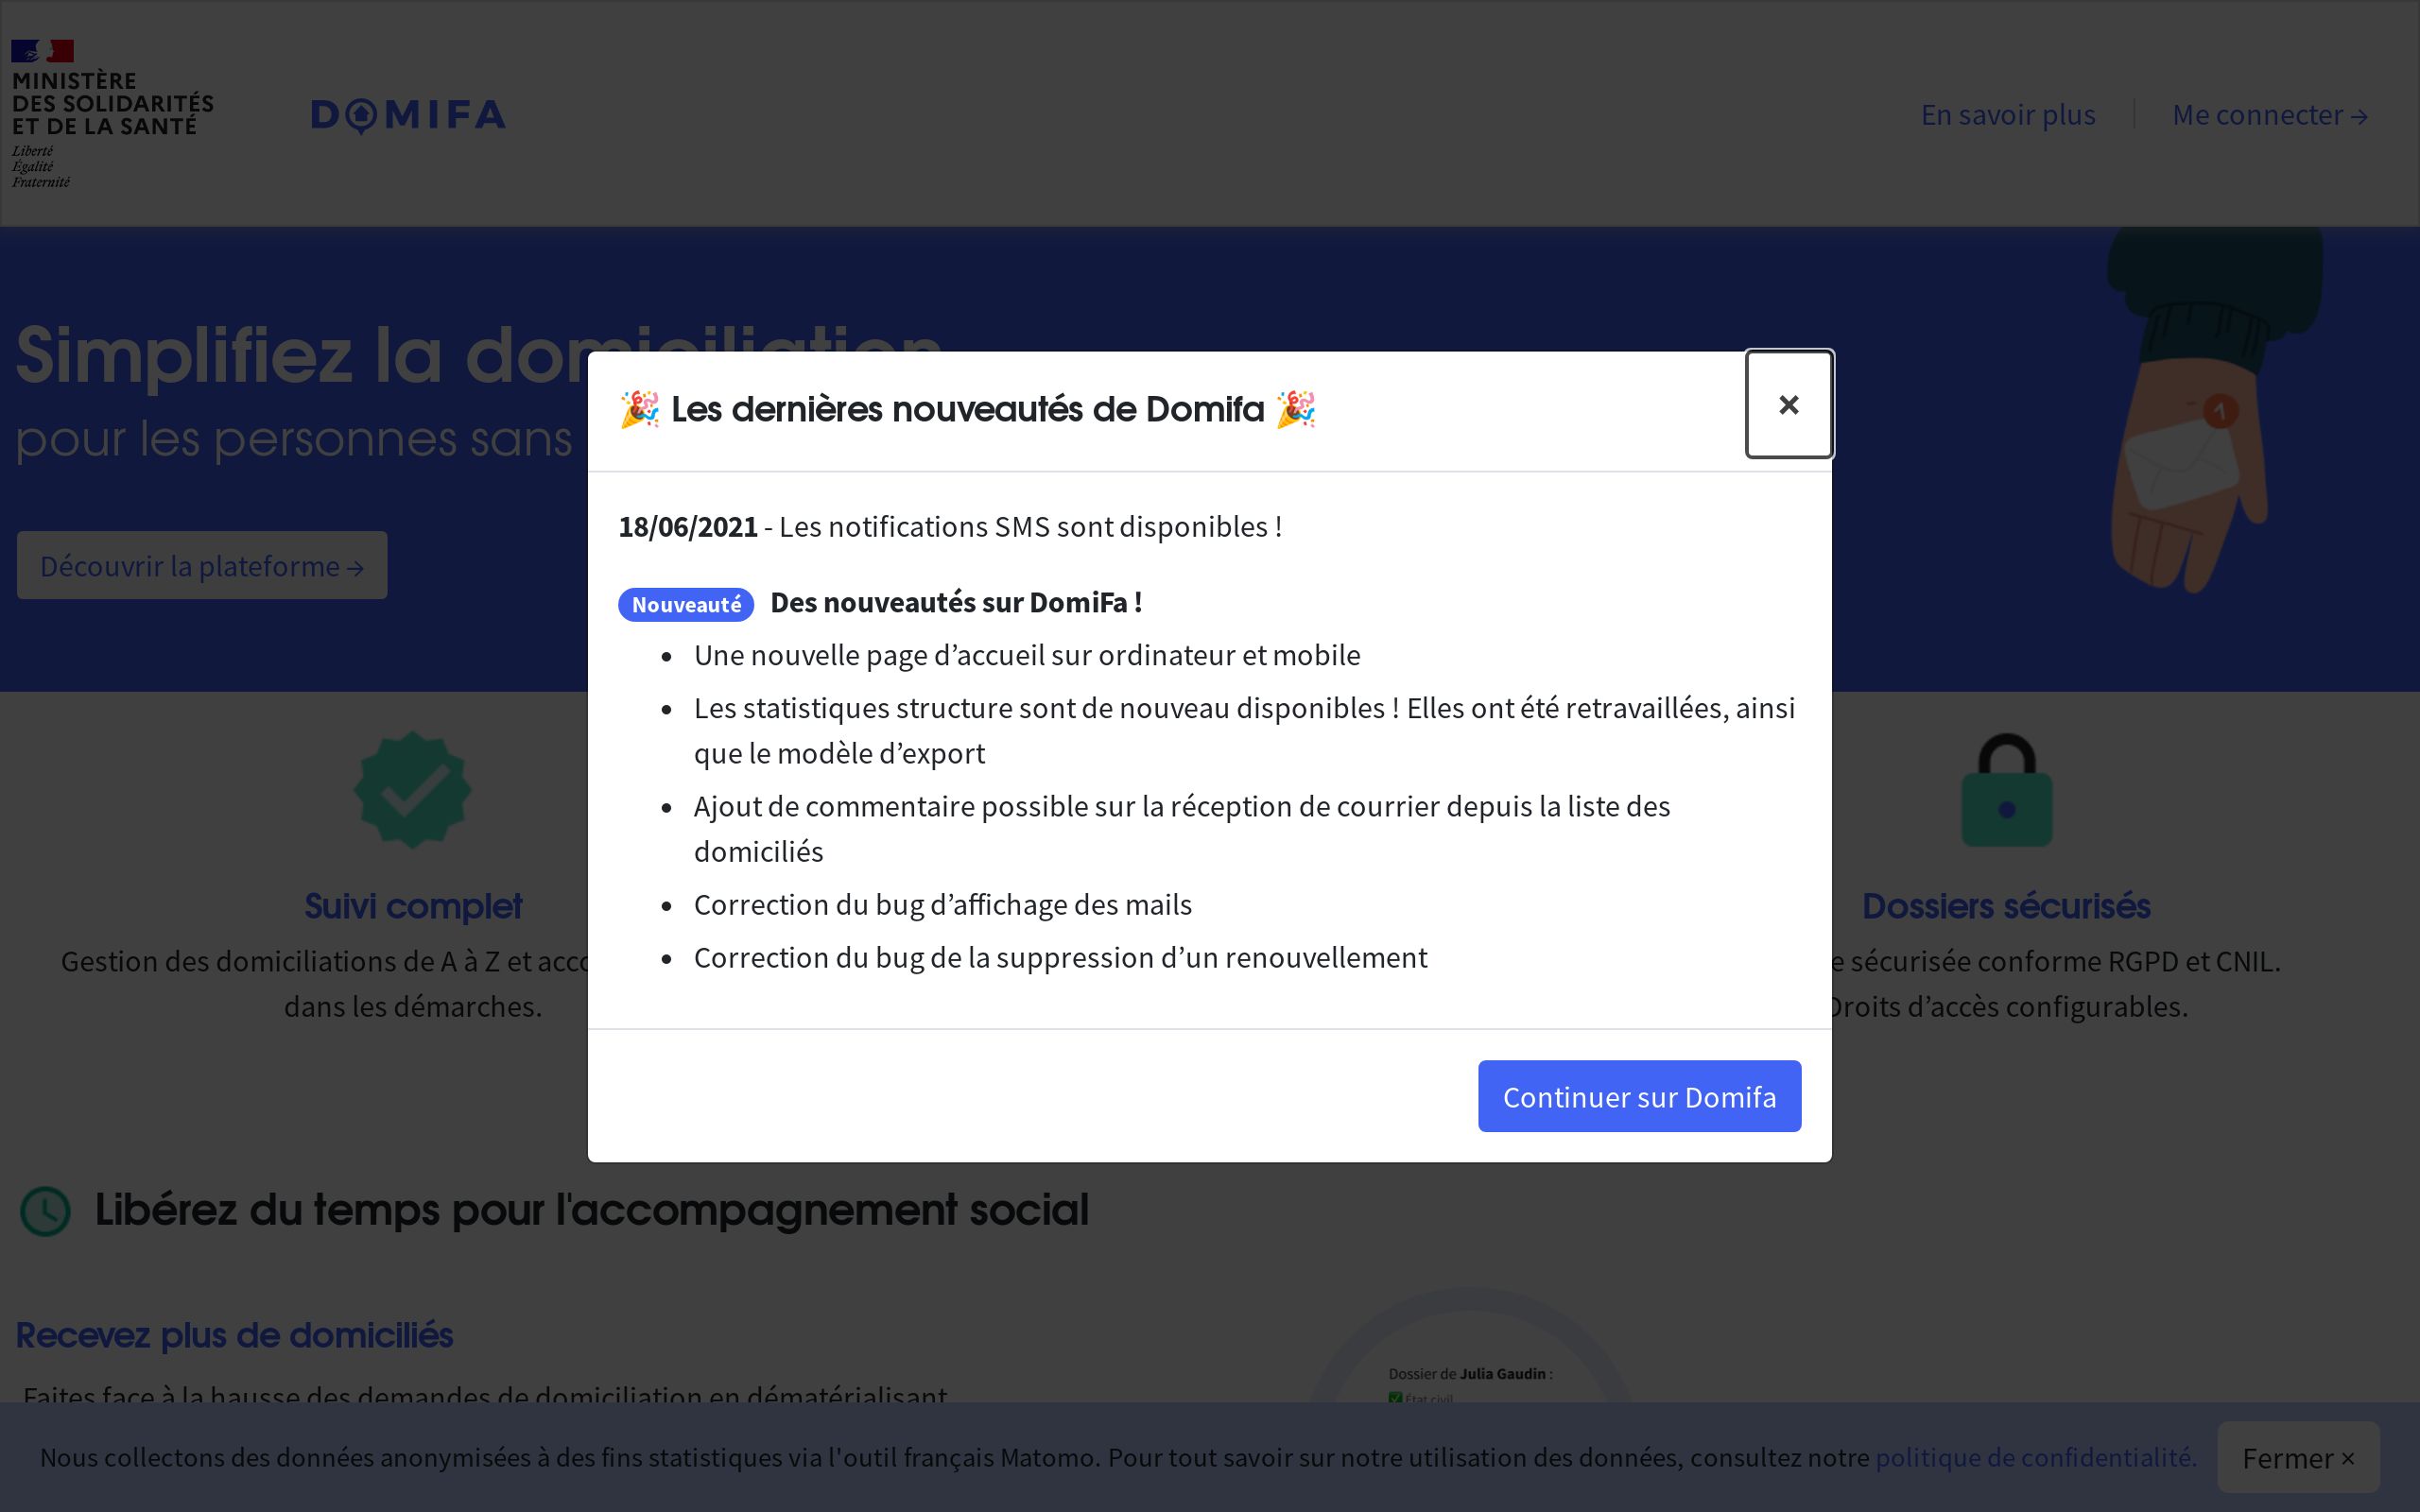 MINISTÈRE
DES SOLIDARITÉS
ET DE LA SANTÉ
Liberté
Égalité
Fraternité
DOMIFA
En savoir plus
Me connecter →
Simplifiez la domiciliation
pour les personnes sans
Découvrir la plateforme →
1
🎉 Les dernières nouveautés de Domifa 🎉
×
18/06/2021 - Les notifications SMS sont disponibles !
Nouveauté Des nouveautés sur DomiFa !
• Une nouvelle page d’accueil sur ordinateur et mobile
• Les statistiques structure sont de nouveau disponibles ! Elles ont été retravaillées, ainsi
que le modèle d’export
• Ajout de commentaire possible sur la réception de courrier depuis la liste des
domiciliés
• Correction du bug d’affichage des mails
• Correction du bug de la suppression d’un renouvellement
Continuer sur Domifa
Suivi complet
Gestion des domiciliations de A à Z et
dans les démarches.
Dossiers sécurisés
sécurisée conforme RGPD et CNIL.
Droits d’accès configurables.
Libérez du temps pour l'accompagnement social
Recevez plus de domiciliés
Faites face à la hausse des demandes de domiciliation en dématérialisant
Dossier de Julia Gaudin :
✅ État civil
Nous collectons des données anonymisées à des fins statistiques via l'outil français Matomo. Pour tout savoir sur notre utilisation des données, consultez notre politique de confidentialité.
Fermer ×